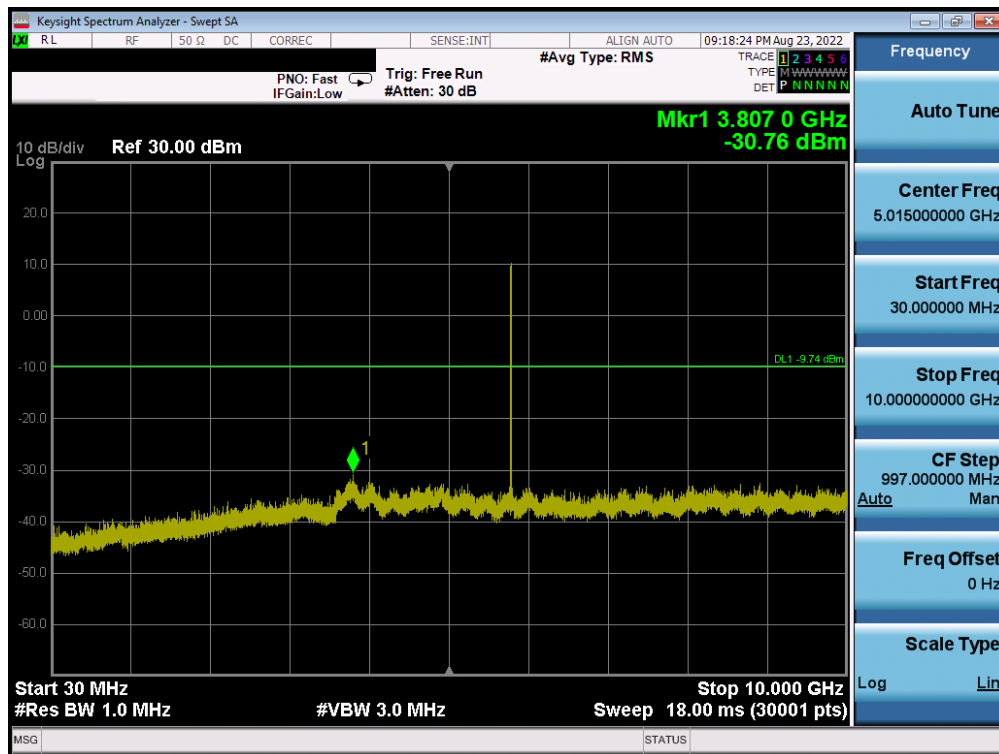 Keysight Spectrum Analyzer - Swept SA
LXI RL RF 50 Ω DC CORREC SENSE:INT ALIGN AUTO 09:18:24 PM Aug 23, 2022
PNO: Fast
IFGain:Low
Trig: Free Run
#Atten: 30 dB
#Avg Type: RMS
TRACE 1 2 3 4 5 6
TYPE M WWWWW
DET P N N N N N
Mkr1 3.807 0 GHz
-30.76 dBm
10 dB/div Ref 30.00 dBm
Log
20.0
10.0
0.00
DL1 -9.74 dBm
-10.0
-20.0
1
-30.0
-40.0
-50.0
-60.0
Start 30 MHz Stop 10.000 GHz
#Res BW 1.0 MHz #VBW 3.0 MHz Sweep 18.00 ms (30001 pts)
MSG STATUS
Frequency
Auto Tune
Center Freq
5.015000000 GHz
Start Freq
30.000000 MHz
Stop Freq
10.000000000 GHz
CF Step
997.000000 MHz
Auto Man
Freq Offset
0 Hz
Scale Type
Log Lin